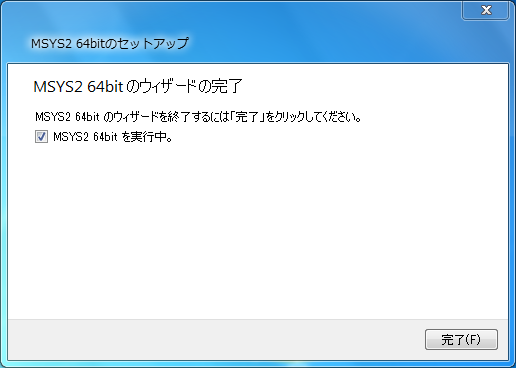 MSYS2 64bitのセットアップ
MSYS2 64bit のウィザードの完了
MSYS2 64bit のウィザードを終了するには「完了」をクリックしてください。
MSYS2 64bit を実行中。
完了(F)